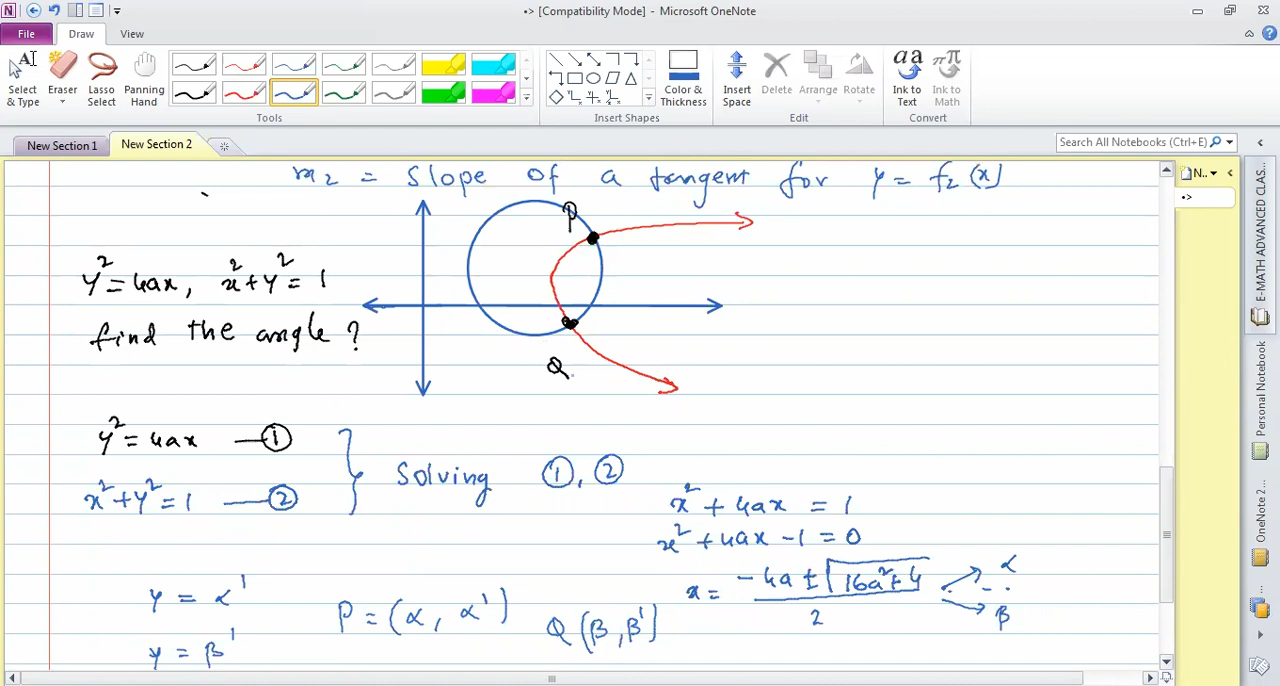 •> [Compatibility Mode] - Microsoft OneNote
File Draw View
Select & Type
Eraser
Lasso Select
Panning Hand
Color & Thickness
Insert Space
Delete
Arrange
Rotate
Ink to Text
Ink to Math
Tools
Insert Shapes
Edit
Convert
New Section 1
New Section 2
Search All Notebooks (Ctrl+E)
N..
•>
E-MATH ADVANCED CLAS...
Personal Notebook
OneNote 2...
m₂ = Slope of a tangent for y = f₂(x)
P
y² = 4ax, x² + y² = 1
find the angle?
Q
y² = 4ax — ①
x² + y² = 1 — ②
Solving ①, ②
x² + 4ax = 1
x² + 4ax - 1 = 0
x = (-4a ± √(16a² + 4)) / 2
α
β
y = α'
y = β'
P = (α, α')
Q (β, β')